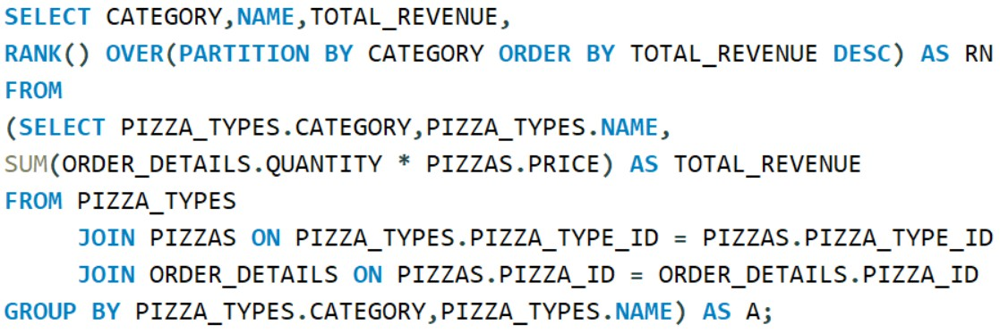 SELECT CATEGORY,NAME,TOTAL_REVENUE,
RANK() OVER(PARTITION BY CATEGORY ORDER BY TOTAL_REVENUE DESC) AS RN
FROM
(SELECT PIZZA_TYPES.CATEGORY,PIZZA_TYPES.NAME,
SUM(ORDER_DETAILS.QUANTITY * PIZZAS.PRICE) AS TOTAL_REVENUE
FROM PIZZA_TYPES
JOIN PIZZAS ON PIZZA_TYPES.PIZZA_TYPE_ID = PIZZAS.PIZZA_TYPE_ID
JOIN ORDER_DETAILS ON PIZZAS.PIZZA_ID = ORDER_DETAILS.PIZZA_ID
GROUP BY PIZZA_TYPES.CATEGORY,PIZZA_TYPES.NAME) AS A;